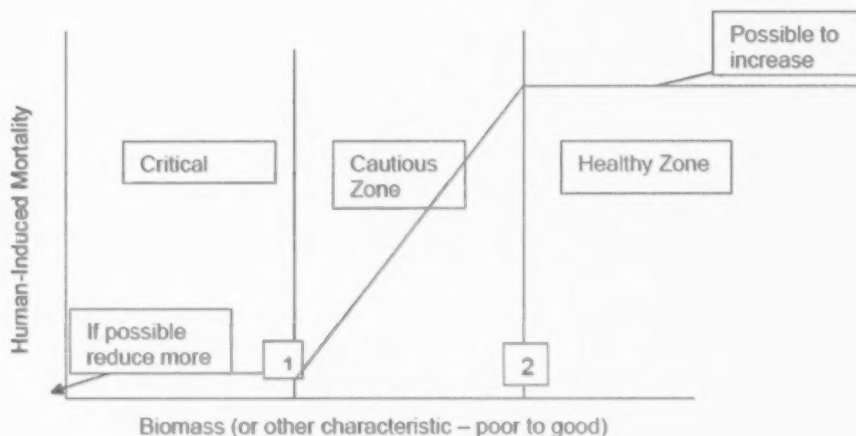 Possible to
increase
Critical
Cautious
Zone
Healthy Zone
Human-Induced Mortality
If possible
reduce more
1
2
Biomass (or other characteristic – poor to good)